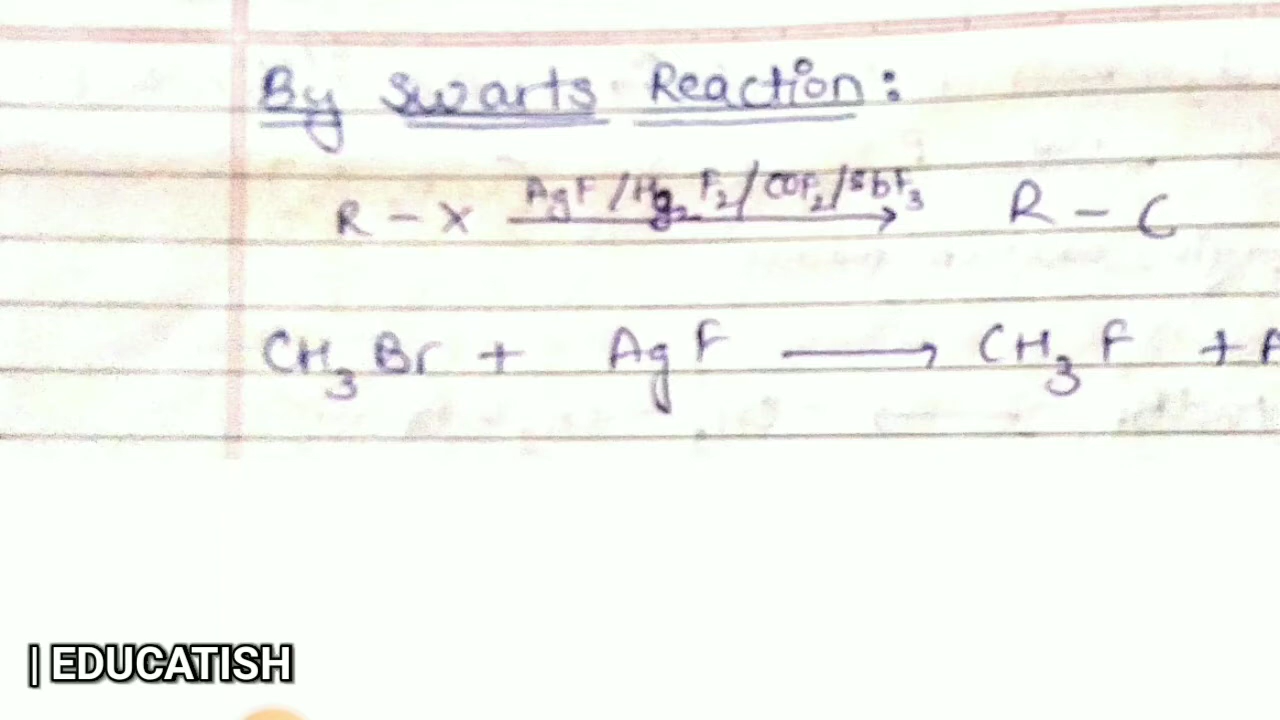 By Swarts Reaction:
AgF/Hg₂F₂/COF₂/SbF₃
R - X ⟶ R - C
CH₃Br + AgF ⟶ CH₃F + A
| EDUCATISH